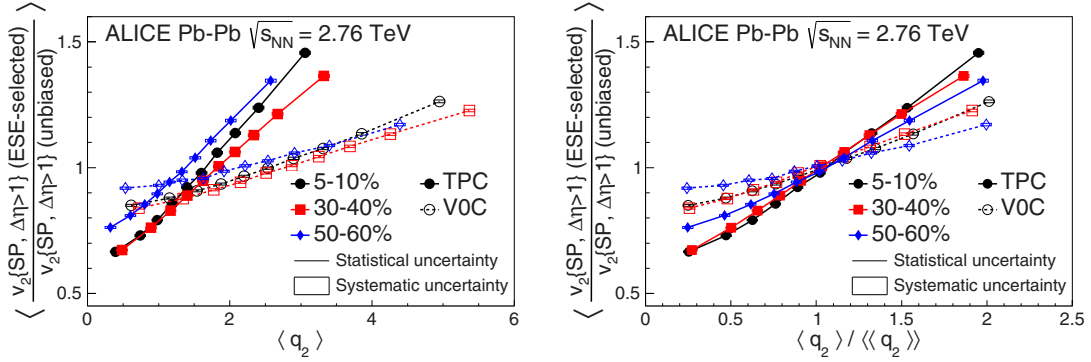 ALICE Pb-Pb √s_NN = 2.76 TeV
⟨ v₂{SP, Δη>1} (ESE-selected) / v₂{SP, Δη>1} (unbiased) ⟩
1.5
1
0.5
5-10%
30-40%
50-60%
TPC
V0C
Statistical uncertainty
Systematic uncertainty
0 2 4 6
⟨ q₂ ⟩
ALICE Pb-Pb √s_NN = 2.76 TeV
⟨ v₂{SP, Δη>1} (ESE-selected) / v₂{SP, Δη>1} (unbiased) ⟩
1.5
1
0.5
5-10%
30-40%
50-60%
TPC
V0C
Statistical uncertainty
Systematic uncertainty
0 0.5 1 1.5 2 2.5
⟨ q₂ ⟩ / ⟨⟨ q₂ ⟩⟩